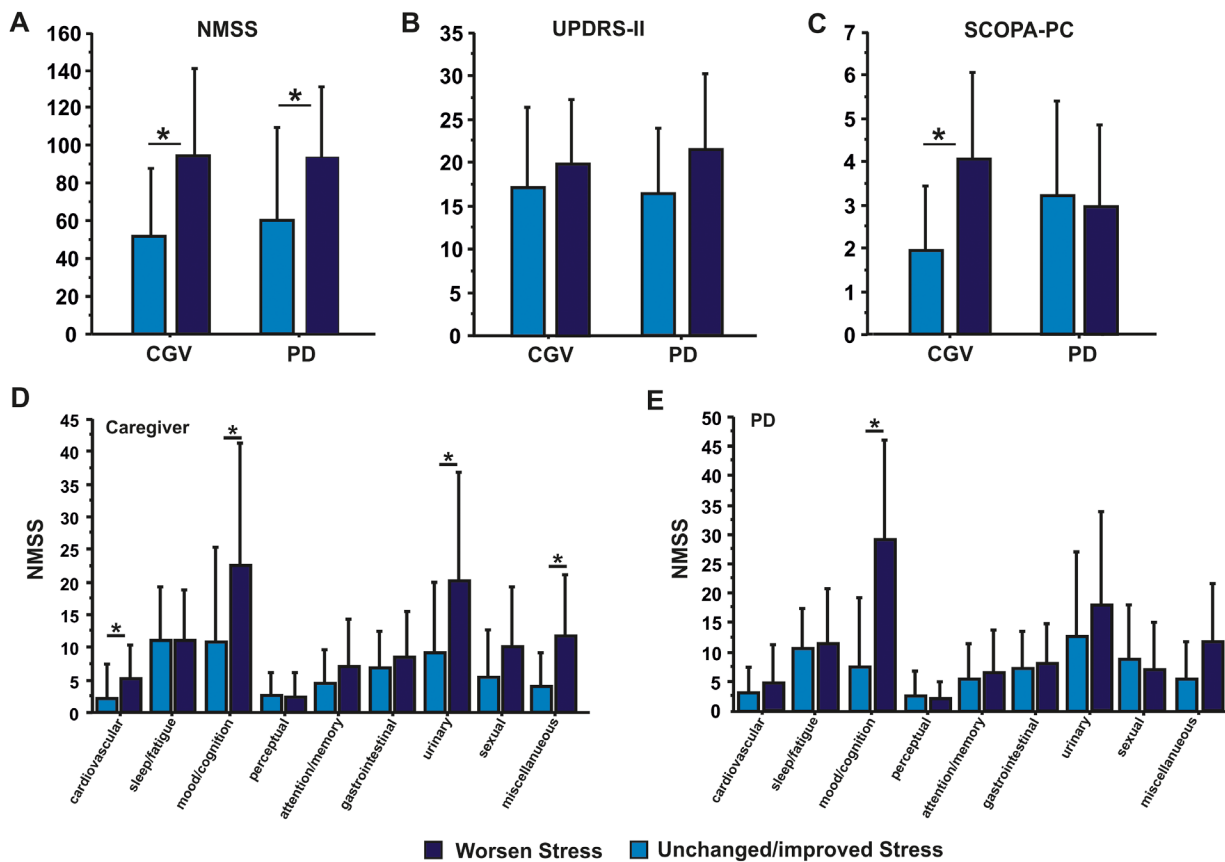 A
NMSS
160
140
120
100
80
60
40
20
0
*
*
CGV
PD
B
UPDRS-II
35
30
25
20
15
10
5
0
CGV
PD
C
SCOPA-PC
7
6
5
4
3
2
1
0
*
CGV
PD
D
Caregiver
NMSS
45
40
35
30
25
20
15
10
5
0
*
*
*
*
cardiovascular
sleep/fatigue
mood/cognition
perceptual
attention/memory
gastrointestinal
urinary
sexual
miscellanueous
E
PD
NMSS
50
45
40
35
30
25
20
15
10
5
0
*
cardiovascular
sleep/fatigue
mood/cognition
perceptual
attention/memory
gastrointestinal
urinary
sexual
miscellanueous
Worsen Stress
Unchanged/improved Stress